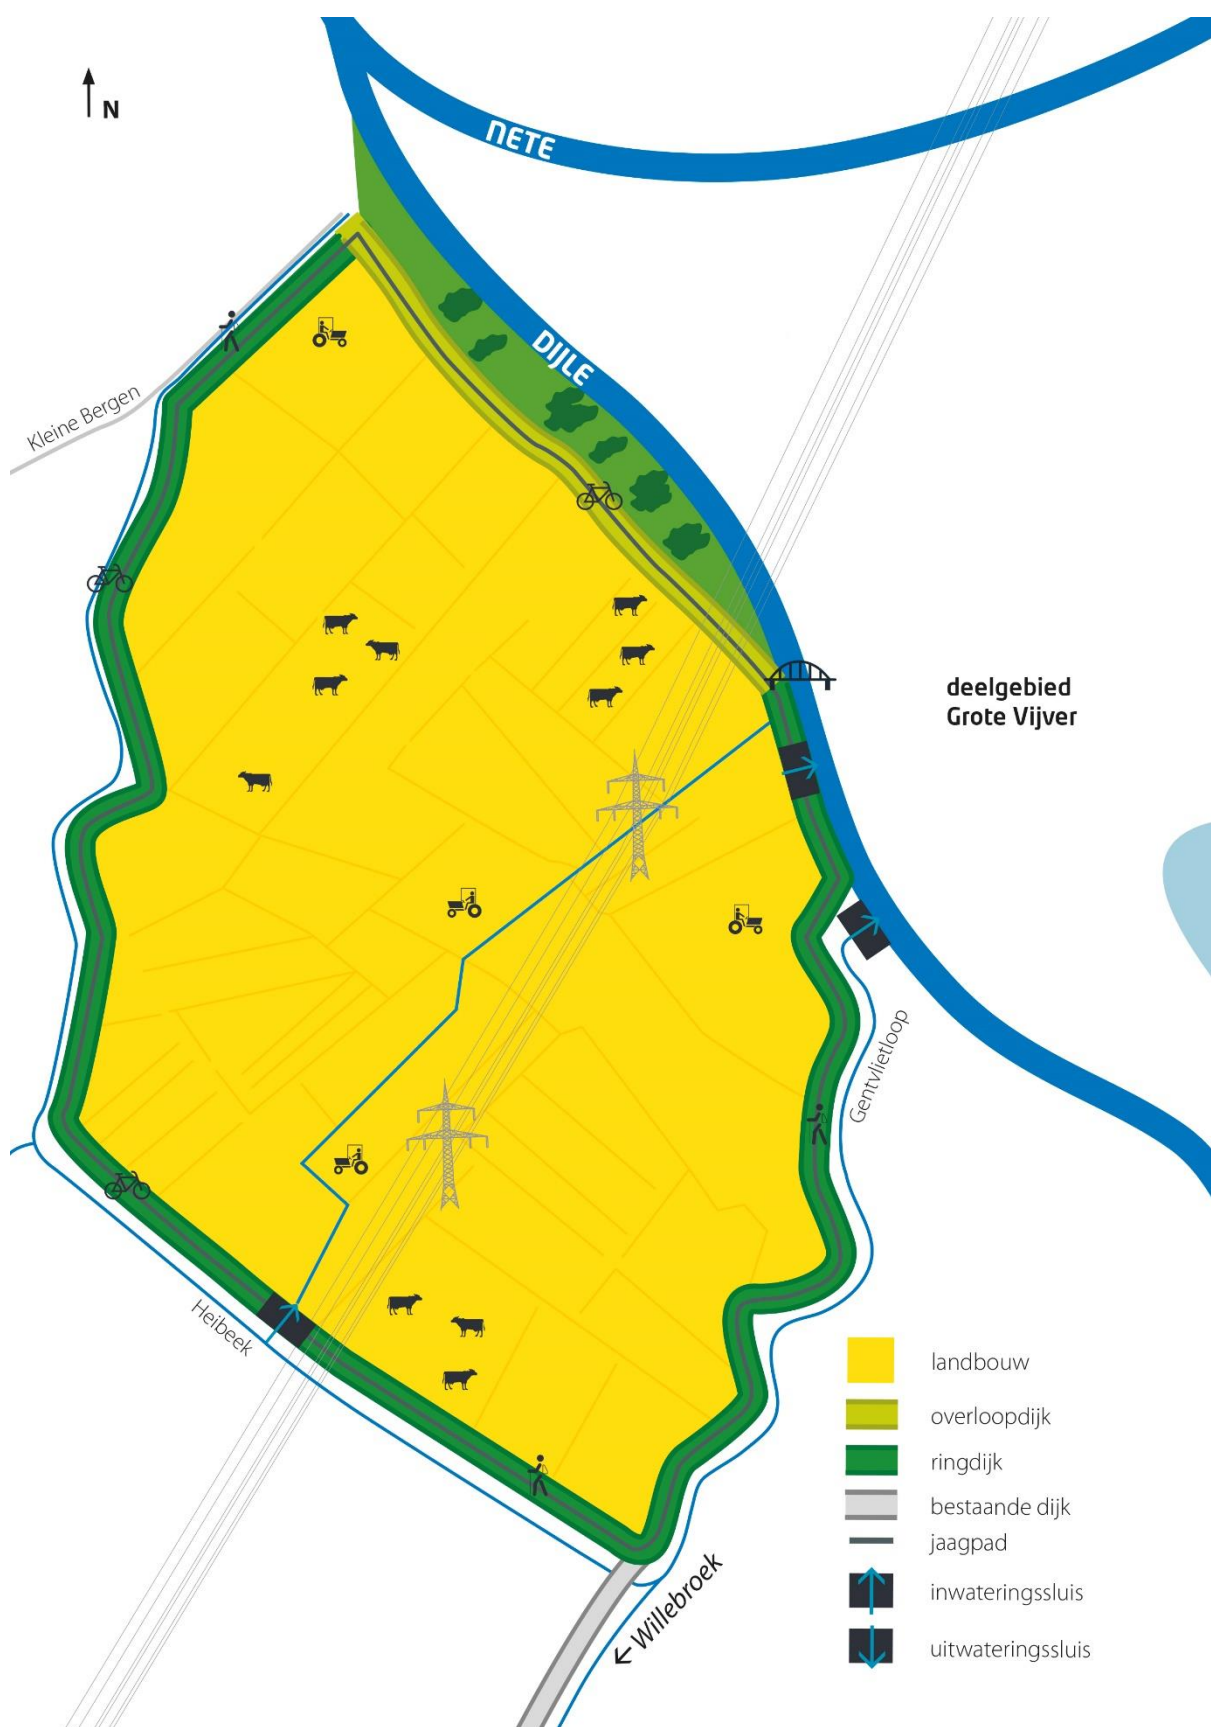 N
NETE
DIJLE
Kleine Bergen
deelgebied
Grote Vijver
Gentvlietloop
Heibeek
← Willebroek
landbouw
overloopdijk
ringdijk
bestaande dijk
jaagpad
inwateringssluis
uitwateringssluis